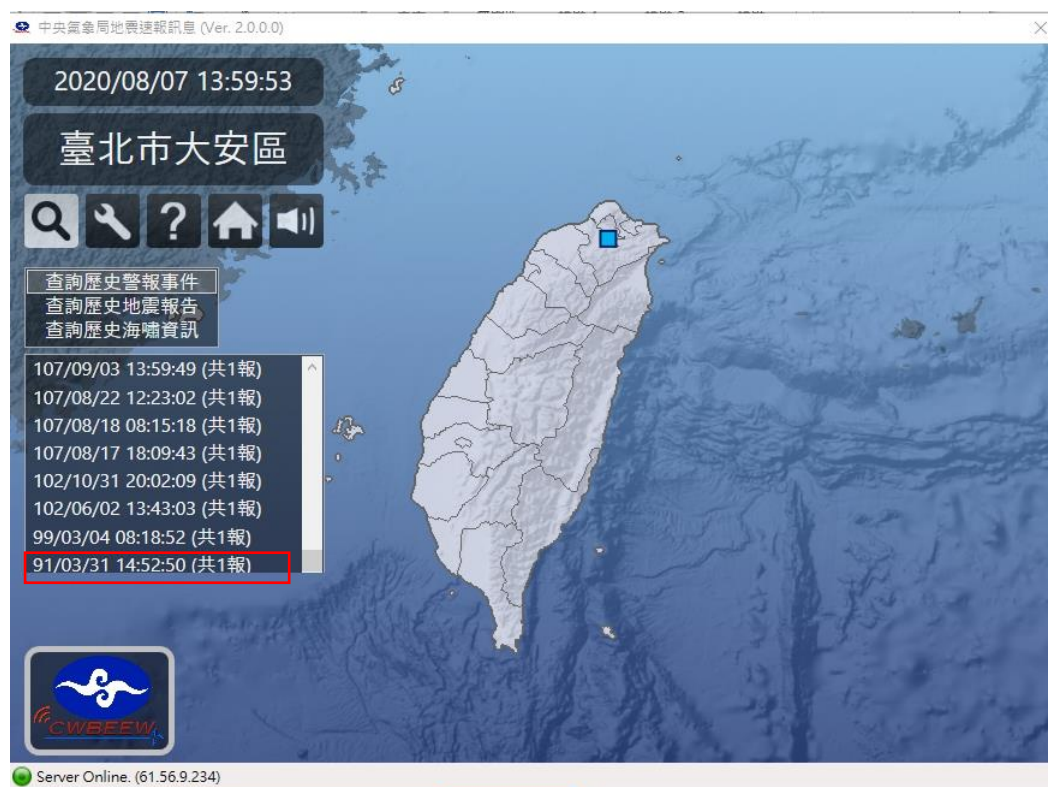 中央氣象局地震速報訊息 (Ver. 2.0.0.0)
2020/08/07 13:59:53
臺北市大安區
?
查詢歷史警報事件
查詢歷史地震報告
查詢歷史海嘯資訊
107/09/03 13:59:49 (共1報)
107/08/22 12:23:02 (共1報)
107/08/18 08:15:18 (共1報)
107/08/17 18:09:43 (共1報)
102/10/31 20:02:09 (共1報)
102/06/02 13:43:03 (共1報)
99/03/04 08:18:52 (共1報)
91/03/31 14:52:50 (共1報)
CWBEEW
Server Online. (61.56.9.234)